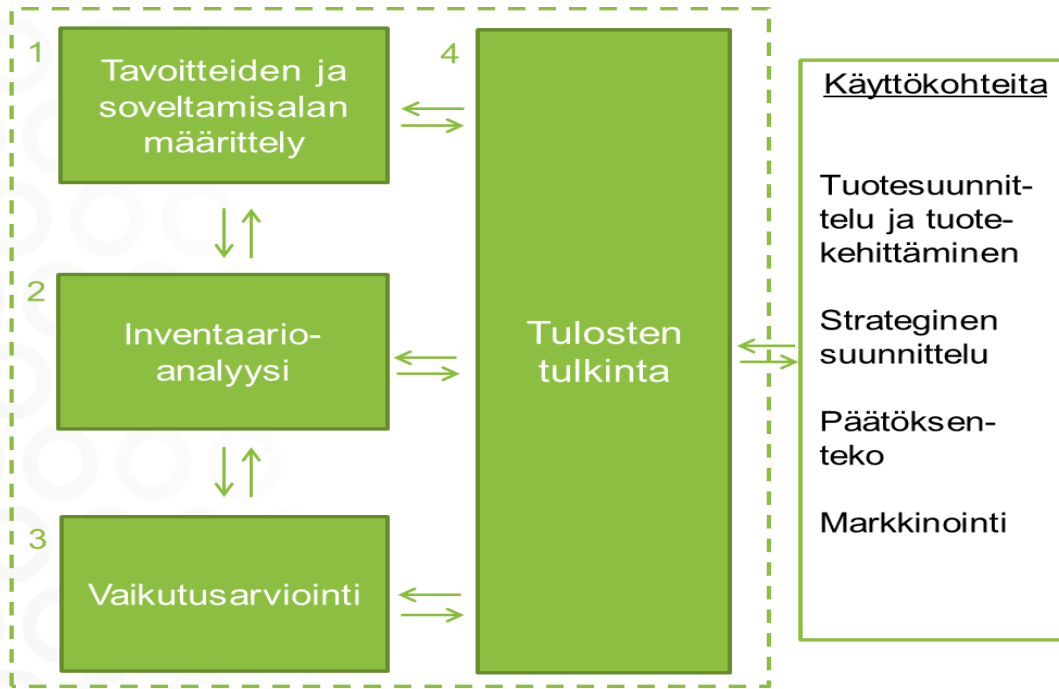 1
Tavoitteiden ja
soveltamisalan
määrittely
2
Inventaario-
analyysi
3
Vaikutusarviointi
4
Tulosten
tulkinta
Käyttökohteita
Tuotesuunnit-
telu ja tuote-
kehittäminen
Strateginen
suunnittelu
Päätöksen-
teko
Markkinointi